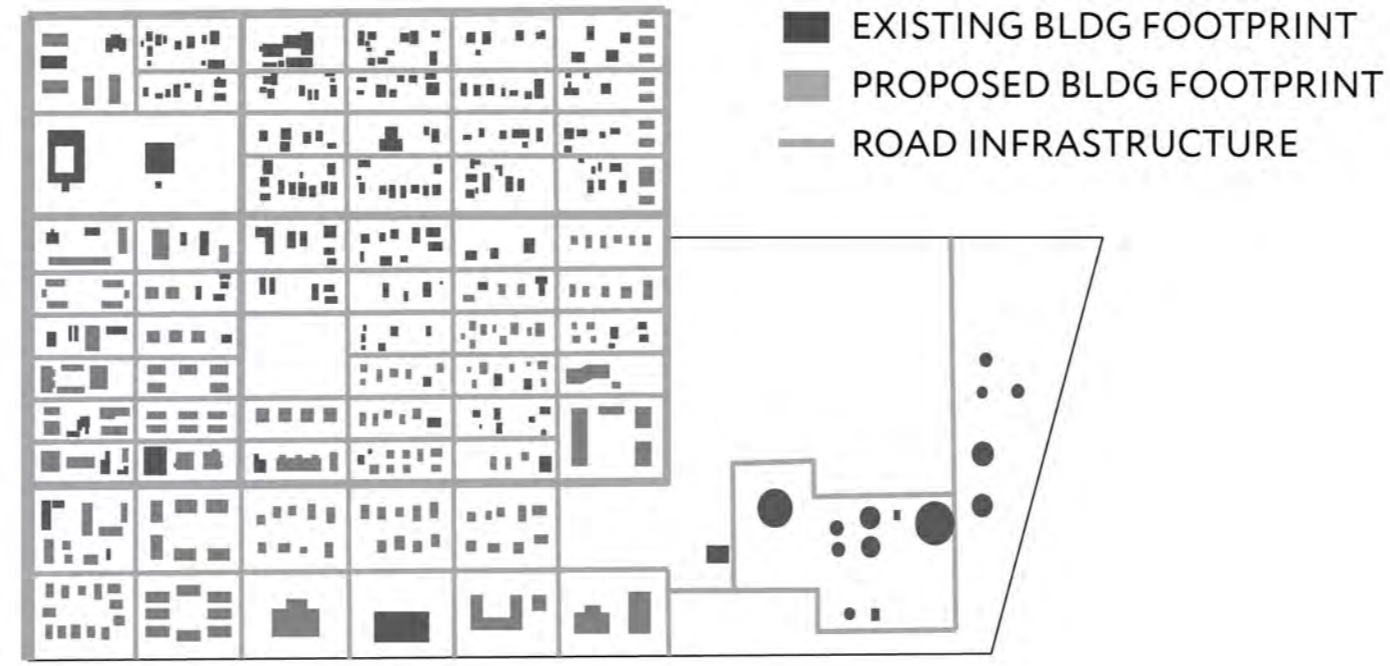 EXISTING BLDG FOOTPRINT
PROPOSED BLDG FOOTPRINT
ROAD INFRASTRUCTURE